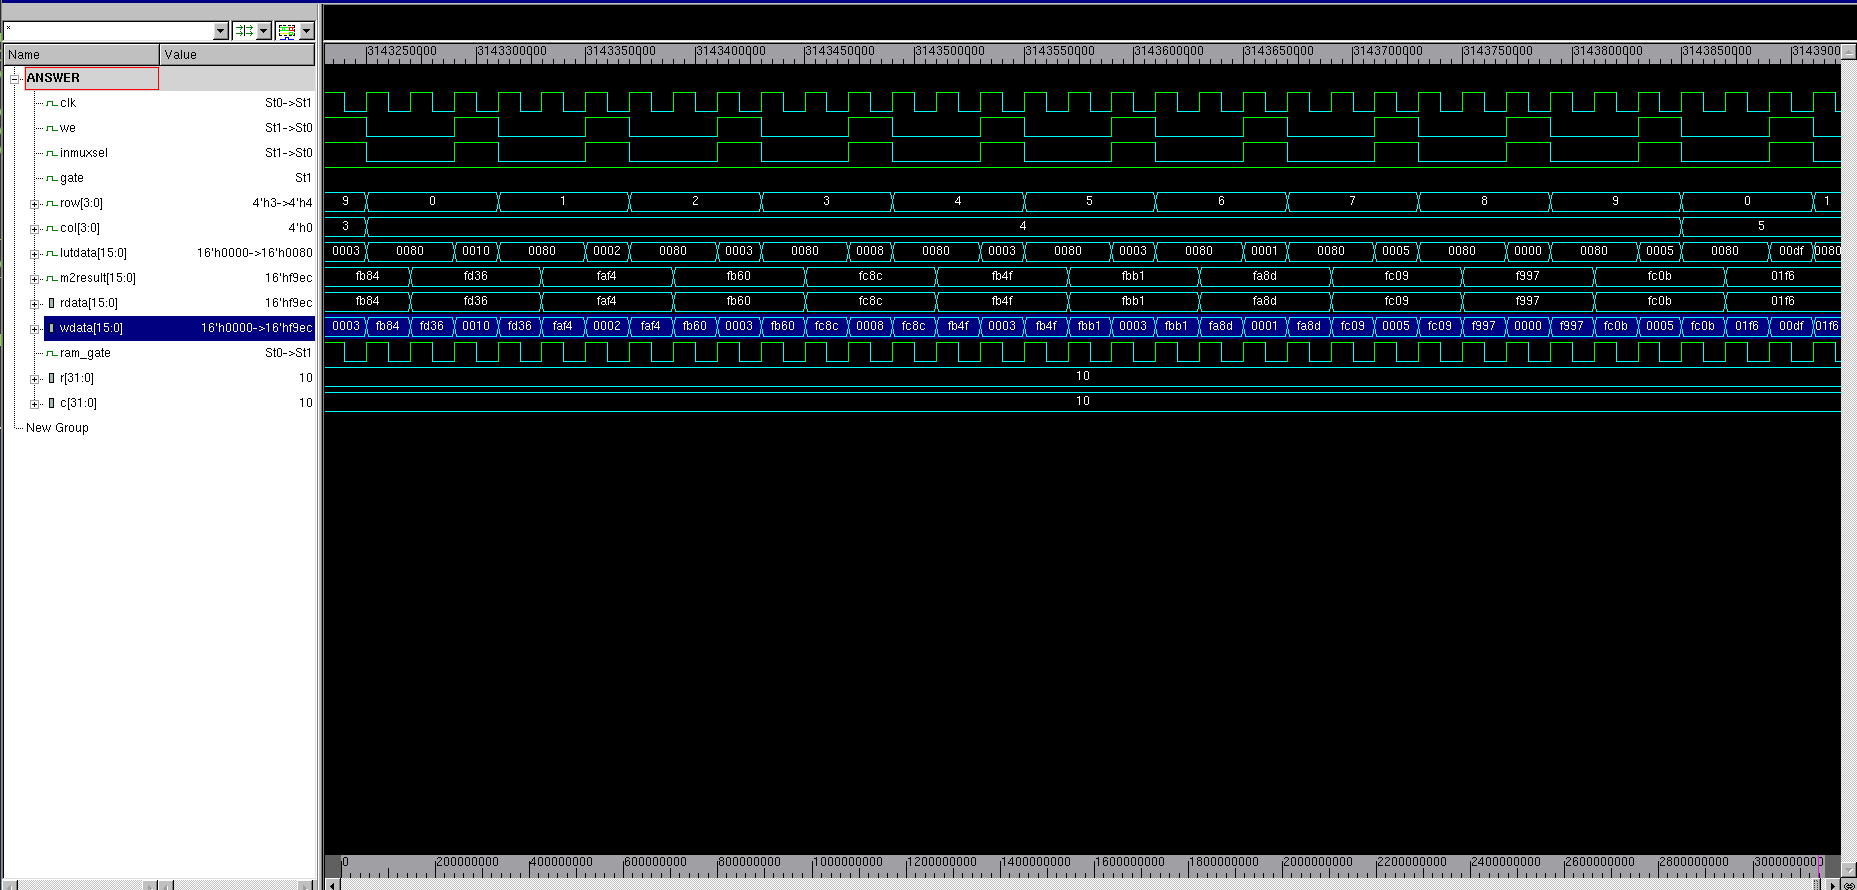 *
Name Value
3143250000 3143300000 3143350000 3143400000 3143450000 3143500000 3143550000 3143600000 3143650000 3143700000 3143750000 3143800000 3143850000 3143900
ANSWER
clk St0->St1
we St1->St0
inmuxsel St1->St0
gate St1
row[3:0] 4'h3->4'h4 9 0 1 2 3 4 5 6 7 8 9 0 1
col[3:0] 4'h0 3 4 5
lutdata[15:0] 16'h0000->16'h0080 0003 0080 0010 0080 0002 0080 0003 0080 0008 0080 0003 0080 0003 0080 0001 0080 0005 0080 0000 0080 0005 0080 00df 0080
m2result[15:0] 16'hf9ec fb84 fd36 faf4 fb60 fc8c fb4f fbb1 fa8d fc09 f997 fc0b 01f6
rdata[15:0] 16'hf9ec fb84 fd36 faf4 fb60 fc8c fb4f fbb1 fa8d fc09 f997 fc0b 01f6
wdata[15:0] 16'h0000->16'hf9ec 0003 fb84 fd36 0010 fd36 faf4 0002 faf4 fb60 0003 fb60 fc8c 0008 fc8c fb4f 0003 fb4f fbb1 0003 fbb1 fa8d 0001 fa8d fc09 0005 fc09 f997 0000 f997 fc0b 0005 fc0b 01f6 00df 01f6
ram_gate St0->St1
r[31:0] 10 10
c[31:0] 10 10
New Group
0 200000000 400000000 600000000 800000000 1000000000 1200000000 1400000000 1600000000 1800000000 2000000000 2200000000 2400000000 2600000000 2800000000 3000000000